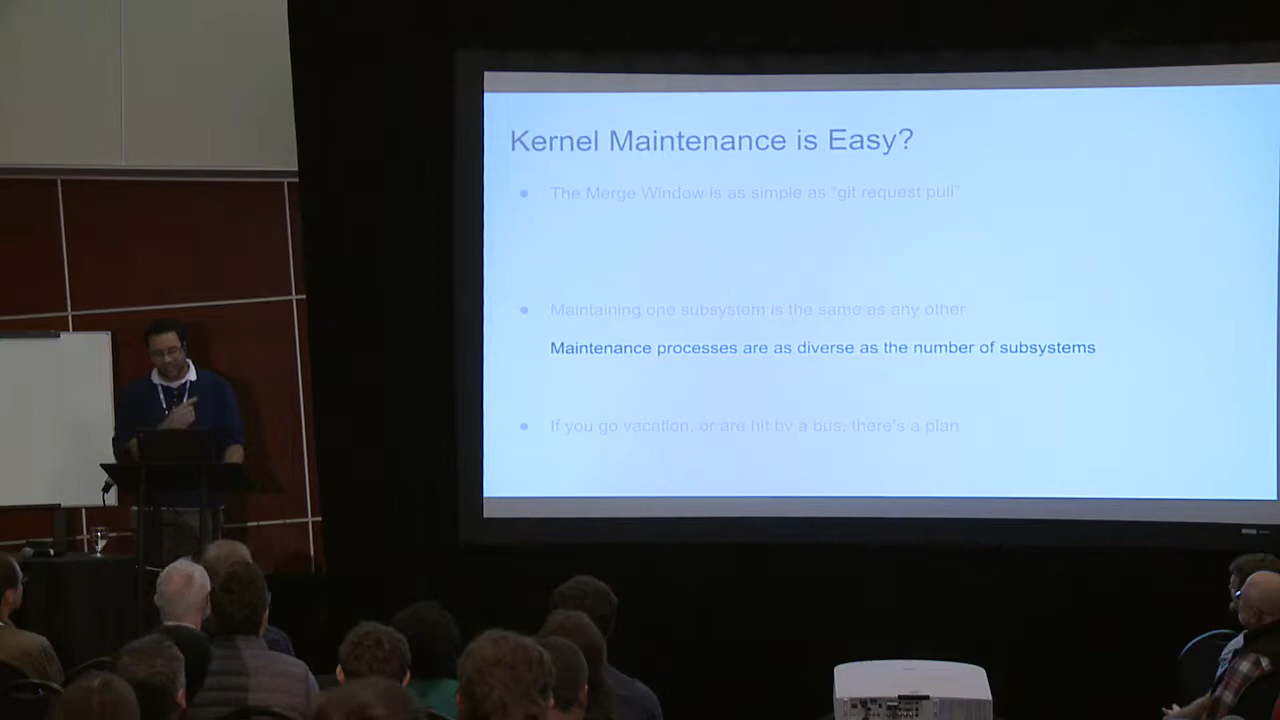 Kernel Maintenance is Easy?
● The Merge Window is as simple as “git request pull”
● Maintaining one subsystem is the same as any other
Maintenance processes are as diverse as the number of subsystems
● If you go vacation, or are hit by a bus, there's a plan